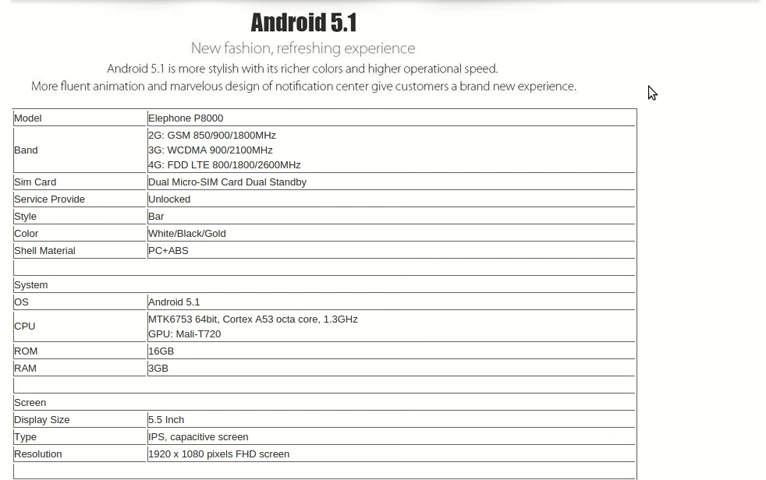 Android 5.1
New fashion, refreshing experience
Android 5.1 is more stylish with its richer colors and higher operational speed.
More fluent animation and marvelous design of notification center give customers a brand new experience.
Model Elephone P8000
Band 2G: GSM 850/900/1800MHz
3G: WCDMA 900/2100MHz
4G: FDD LTE 800/1800/2600MHz
Sim Card Dual Micro-SIM Card Dual Standby
Service Provide Unlocked
Style Bar
Color White/Black/Gold
Shell Material PC+ABS
System
OS Android 5.1
CPU MTK6753 64bit, Cortex A53 octa core, 1.3GHz
GPU: Mali-T720
ROM 16GB
RAM 3GB
Screen
Display Size 5.5 Inch
Type IPS, capacitive screen
Resolution 1920 x 1080 pixels FHD screen